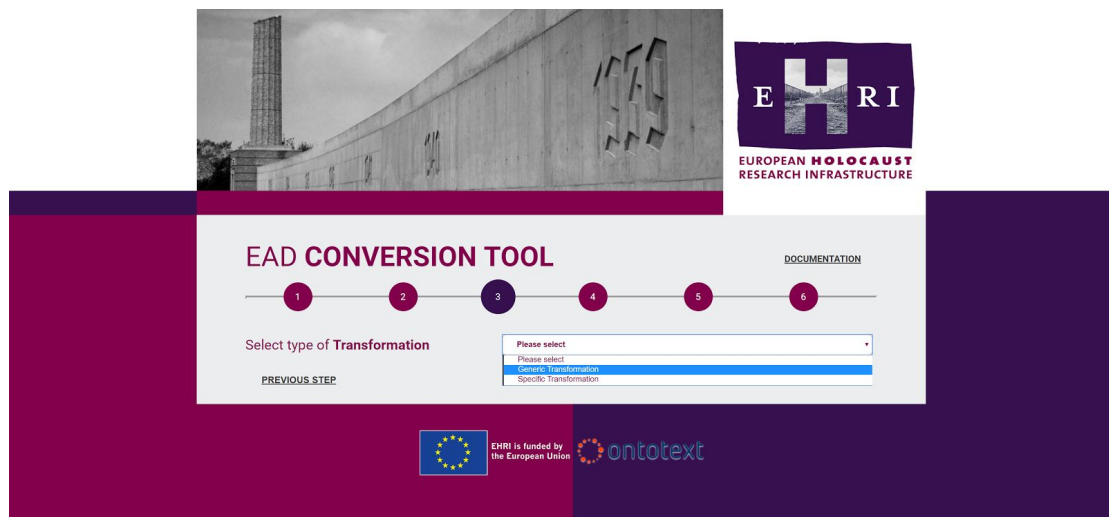 1939
E H RI
EUROPEAN HOLOCAUST
RESEARCH INFRASTRUCTURE
EAD CONVERSION TOOL
DOCUMENTATION
1 2 3 4 5 6
Select type of Transformation
Please select
Please select
Generic Transformation
Specific Transformation
PREVIOUS STEP
EHRI is funded by
the European Union
ontotext